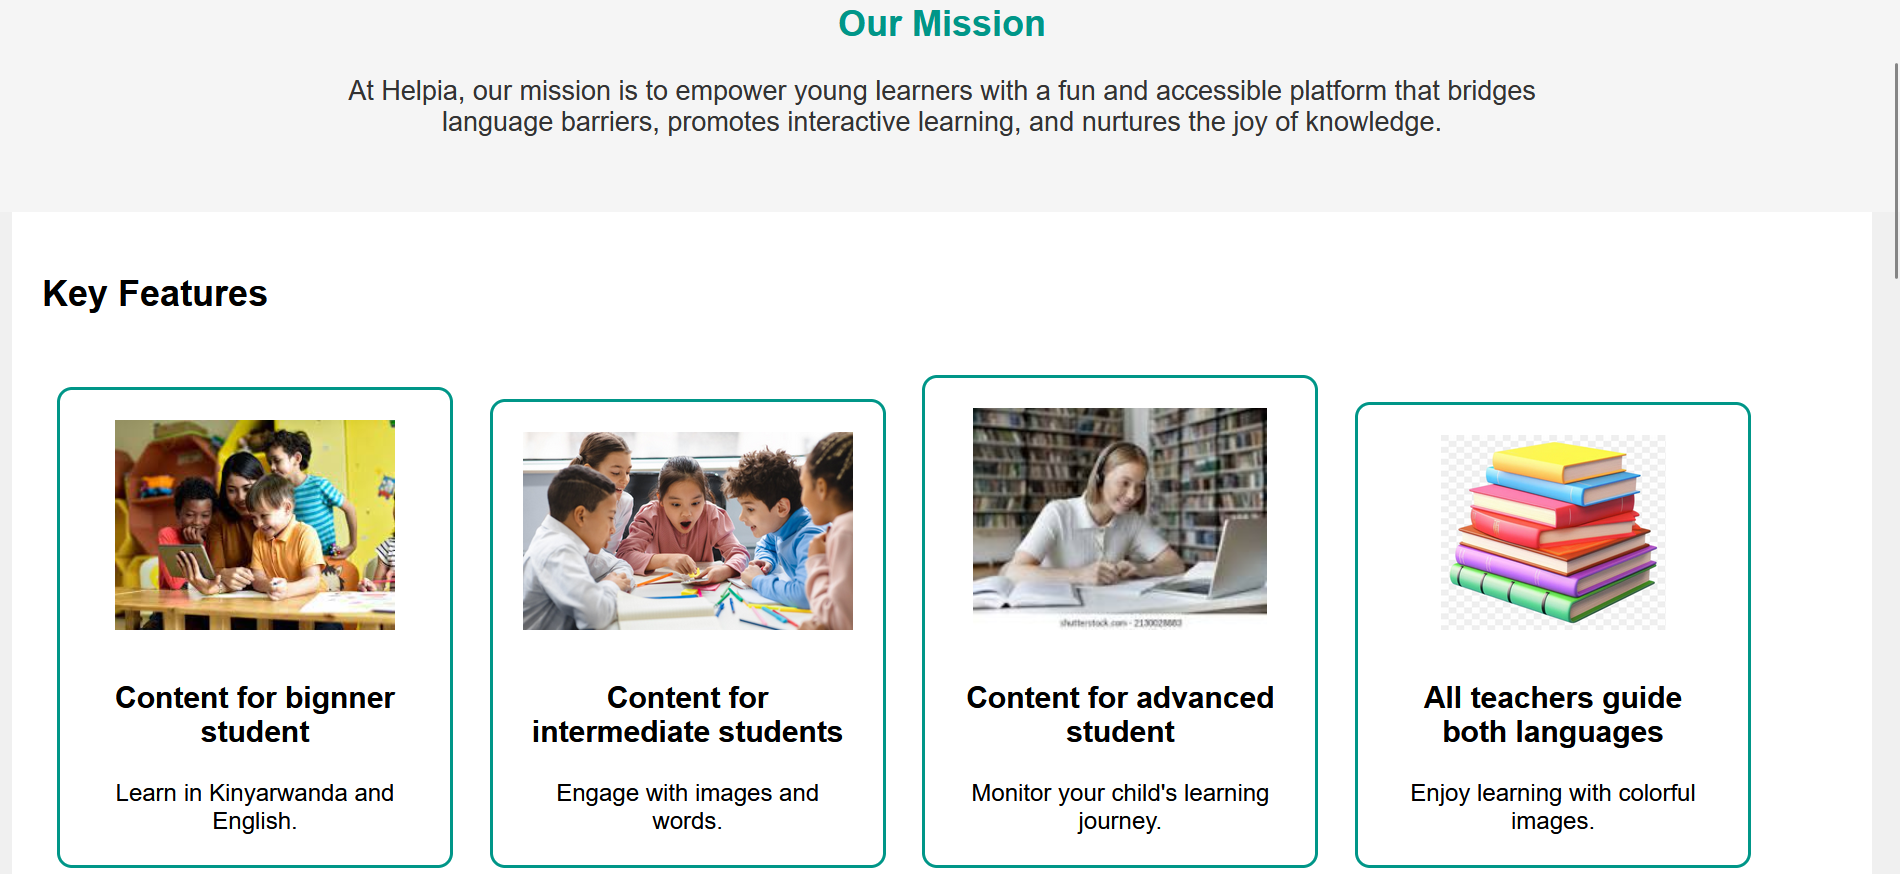 Our Mission
At Helpia, our mission is to empower young learners with a fun and accessible platform that bridges
language barriers, promotes interactive learning, and nurtures the joy of knowledge.
Key Features
shutterstock.com · 2130028883
Content for bignner
student
Learn in Kinyarwanda and
English.
Content for
intermediate students
Engage with images and
words.
Content for advanced
student
Monitor your child's learning
journey.
All teachers guide
both languages
Enjoy learning with colorful
images.